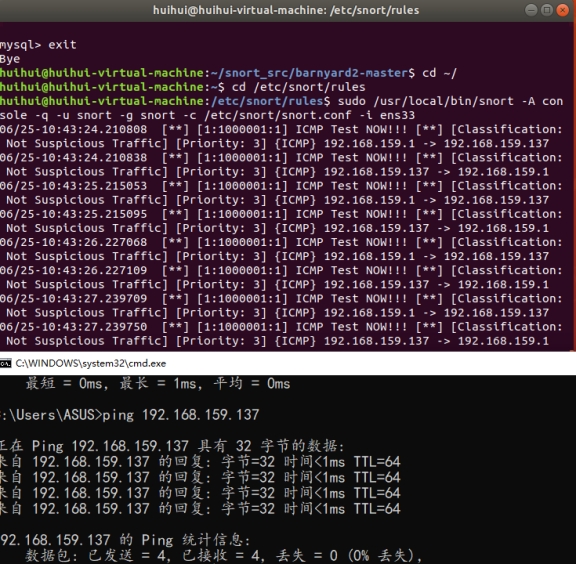 huihui@huihui-virtual-machine: /etc/snort/rules
mysql> exit
Bye
huihui@huihui-virtual-machine:~/snort_src/barnyard2-master$ cd ~/
huihui@huihui-virtual-machine:~$ cd /etc/snort/rules
huihui@huihui-virtual-machine:/etc/snort/rules$ sudo /usr/local/bin/snort -A con
sole -q -u snort -g snort -c /etc/snort/snort.conf -i ens33
06/25-10:43:24.210808  [**] [1:1000001:1] ICMP Test NOW!!! [**] [Classification:
 Not Suspicious Traffic] [Priority: 3] {ICMP} 192.168.159.1 -> 192.168.159.137
06/25-10:43:24.210838  [**] [1:1000001:1] ICMP Test NOW!!! [**] [Classification:
 Not Suspicious Traffic] [Priority: 3] {ICMP} 192.168.159.137 -> 192.168.159.1
06/25-10:43:25.215053  [**] [1:1000001:1] ICMP Test NOW!!! [**] [Classification:
 Not Suspicious Traffic] [Priority: 3] {ICMP} 192.168.159.1 -> 192.168.159.137
06/25-10:43:25.215095  [**] [1:1000001:1] ICMP Test NOW!!! [**] [Classification:
 Not Suspicious Traffic] [Priority: 3] {ICMP} 192.168.159.137 -> 192.168.159.1
06/25-10:43:26.227068  [**] [1:1000001:1] ICMP Test NOW!!! [**] [Classification:
 Not Suspicious Traffic] [Priority: 3] {ICMP} 192.168.159.1 -> 192.168.159.137
06/25-10:43:26.227109  [**] [1:1000001:1] ICMP Test NOW!!! [**] [Classification:
 Not Suspicious Traffic] [Priority: 3] {ICMP} 192.168.159.137 -> 192.168.159.1
06/25-10:43:27.239709  [**] [1:1000001:1] ICMP Test NOW!!! [**] [Classification:
 Not Suspicious Traffic] [Priority: 3] {ICMP} 192.168.159.1 -> 192.168.159.137
06/25-10:43:27.239750  [**] [1:1000001:1] ICMP Test NOW!!! [**] [Classification:
 Not Suspicious Traffic] [Priority: 3] {ICMP} 192.168.159.137 -> 192.168.159.1
C:\WINDOWS\system32\cmd.exe
最短 = 0ms，最长 = 1ms，平均 = 0ms
:\Users\ASUS>ping 192.168.159.137
正在 Ping 192.168.159.137 具有 32 字节的数据:
来自 192.168.159.137 的回复: 字节=32 时间<1ms TTL=64
来自 192.168.159.137 的回复: 字节=32 时间<1ms TTL=64
来自 192.168.159.137 的回复: 字节=32 时间<1ms TTL=64
来自 192.168.159.137 的回复: 字节=32 时间<1ms TTL=64
92.168.159.137 的 Ping 统计信息:
数据包: 已发送 = 4，已接收 = 4，丢失 = 0 (0% 丢失)，